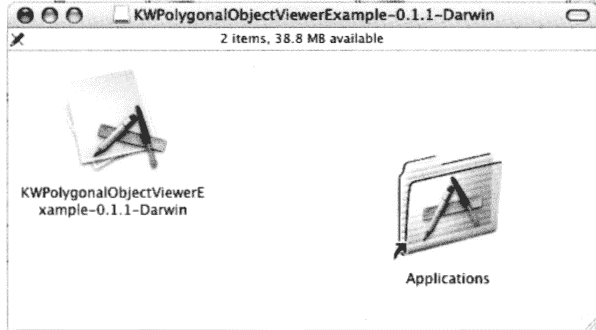 KWPolygonalObjectViewerExample-0.1.1-Darwin
2 items, 38.8 MB available
KWPolygonalObjectViewerE
xample-0.1.1-Darwin
Applications